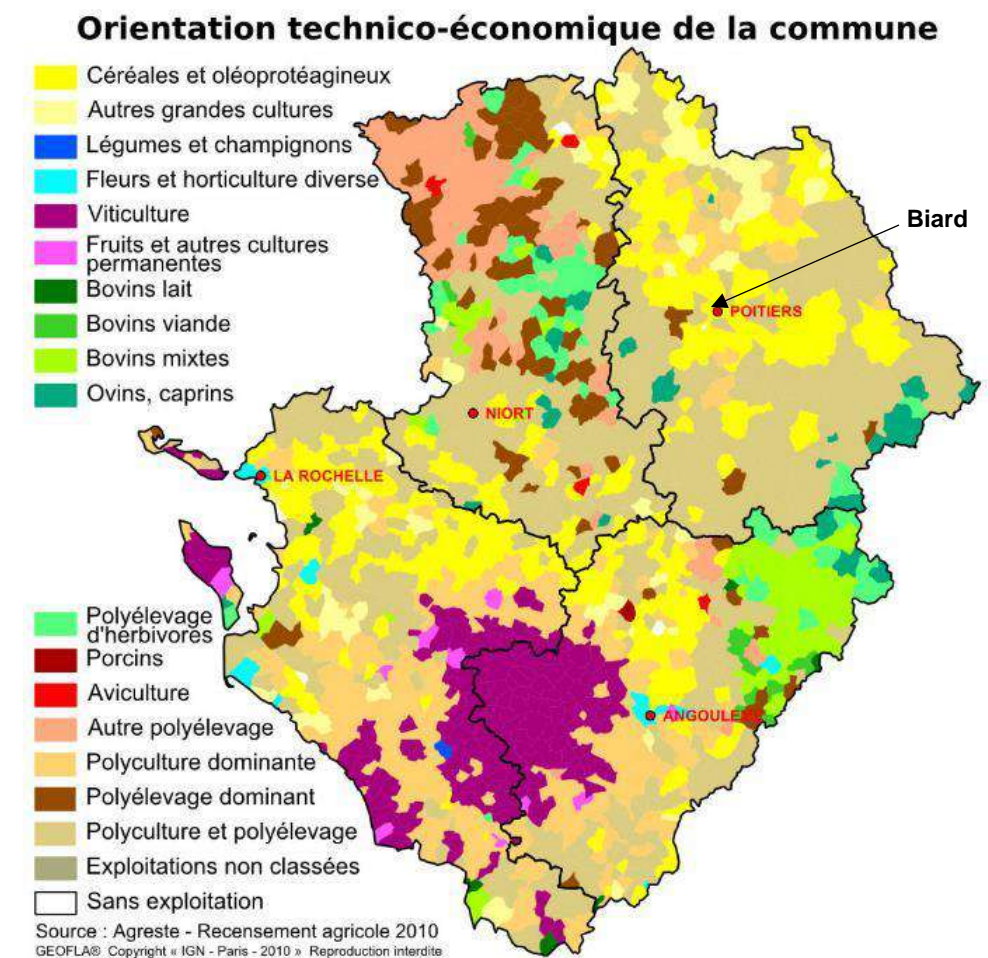 Orientation technico-économique de la commune
Céréales et oléoprotéagineux
Autres grandes cultures
Légumes et champignons
Fleurs et horticulture diverse
Viticulture
Fruits et autres cultures
permanentes
Bovins lait
Bovins viande
Bovins mixtes
Ovins, caprins
Biard
POITIERS
NIORT
LA ROCHELLE
ANGOULEME
Polyélevage
d'herbivores
Porcins
Aviculture
Autre polyélevage
Polyculture dominante
Polyélevage dominant
Polyculture et polyélevage
Exploitations non classées
Sans exploitation
Source : Agreste - Recensement agricole 2010
GEOFLA® Copyright « IGN - Paris - 2010 » Reproduction interdite